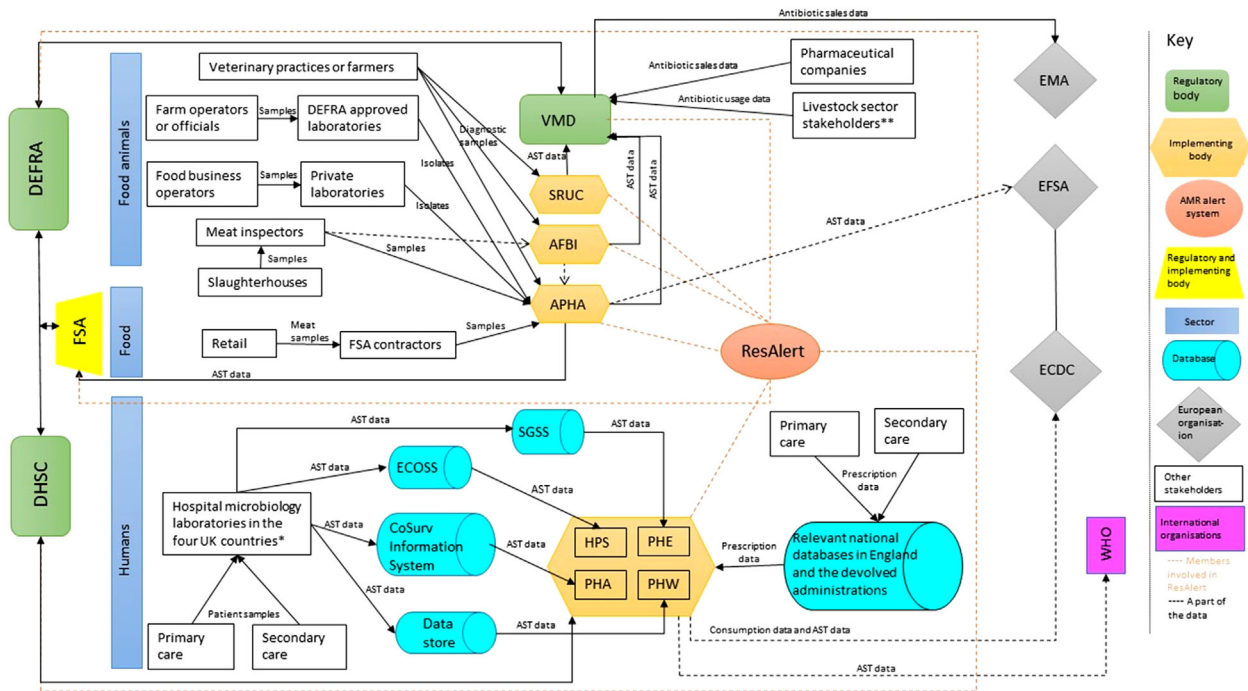 Antibiotic sales data
DEFRA
Food animals
Veterinary practices or farmers
Farm operators
or officials
Samples
DEFRA approved
laboratories
Food business
operators
Samples
Private
laboratories
Meat inspectors
Samples
Slaughterhouses
Diagnostic
samples
Isolates
Isolates
Samples
VMD
AST data
SRUC
AFBI
APHA
AST data
AST data
Antibiotic sales data
Pharmaceutical
companies
Antibiotic usage data
Livestock sector
stakeholders**
EMA
EFSA
AST data
ECDC
FSA
Food
Retail
Meat
samples
FSA contractors
Samples
AST data
ResAlert
DHSC
Humans
AST data
SGSS
AST data
AST data
ECOSS
AST data
Hospital microbiology
laboratories in the
four UK countries*
AST data
CoSurv
Information
System
AST data
AST data
Data
store
AST data
Patient samples
Primary
care
Secondary
care
HPS
PHE
PHA
PHW
Primary
care
Secondary
care
Prescription
data
Prescription
data
Relevant national
databases in England
and the devolved
administrations
Consumption data and AST data
AST data
WHO
Key
Regulatory
body
Implementing
body
AMR alert
system
Regulatory and
implementing
body
Sector
Database
European
organisat-
ion
Other
stakeholders
International
organisations
---- Members
involved in
ResAlert
---- A part of
the data